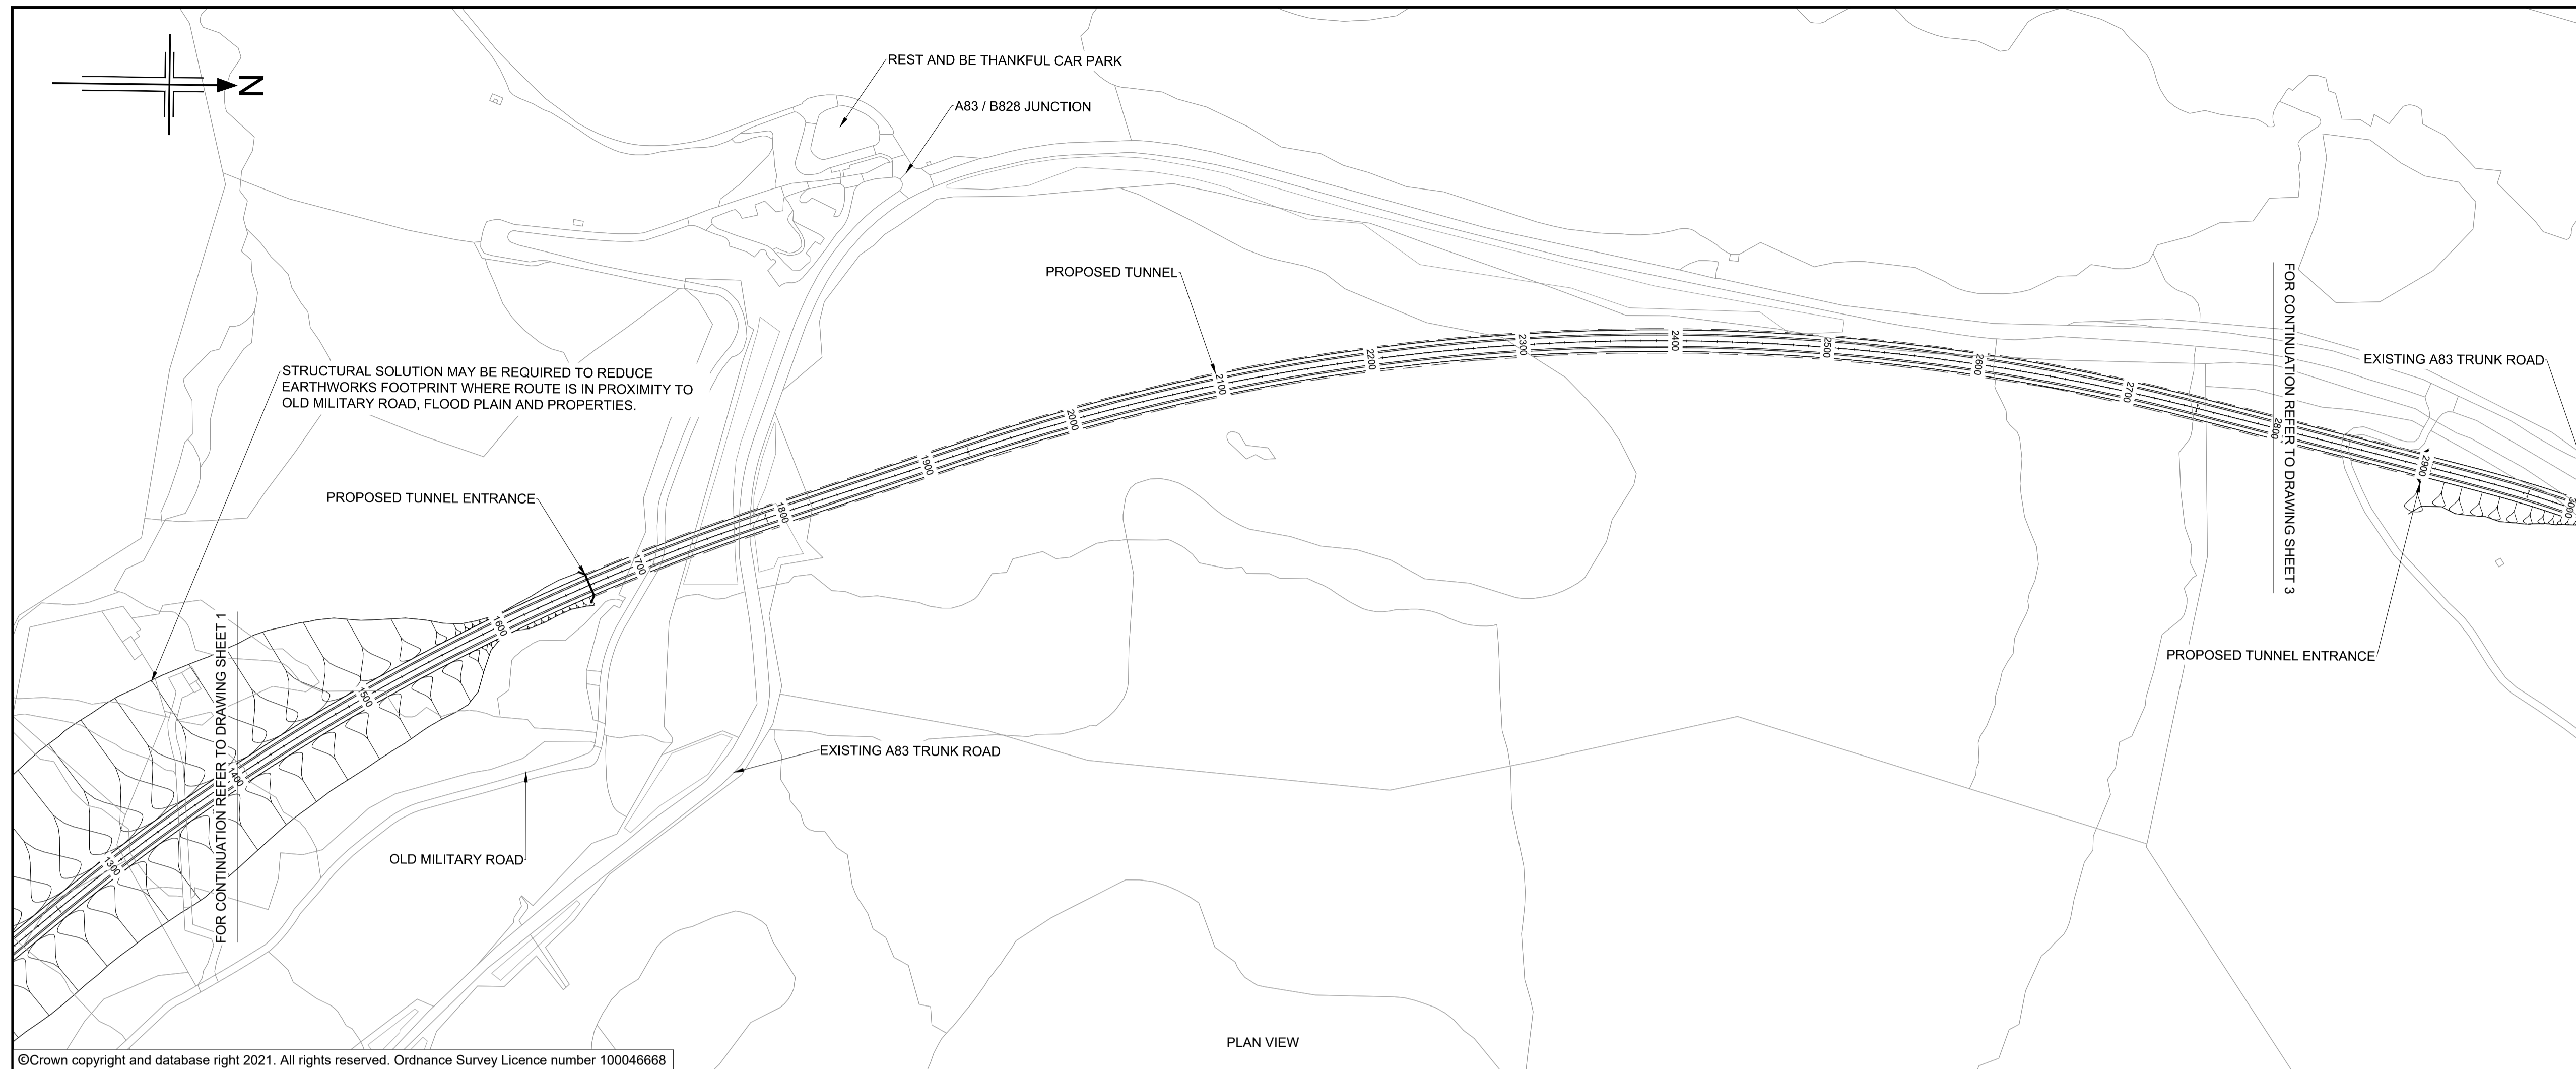 REST AND BE THANKFUL CAR PARK
N
A83 / B828 JUNCTION
PROPOSED TUNNEL
STRUCTURAL SOLUTION MAY BE REQUIRED TO REDUCE
EARTHWORKS FOOTPRINT WHERE ROUTE IS IN PROXIMITY TO
OLD MILITARY ROAD, FLOOD PLAIN AND PROPERTIES.
PROPOSED TUNNEL ENTRANCE
EXISTING A83 TRUNK ROAD
FOR CONTINUATION REFER TO DRAWING SHEET 1
FOR CONTINUATION REFER TO DRAWING SHEET 3
1300
1400
1500
1600
1700
1800
1900
2000
2100
2200
2300
2400
2500
2600
2700
2800
2900
3000
PROPOSED TUNNEL ENTRANCE
EXISTING A83 TRUNK ROAD
OLD MILITARY ROAD
PLAN VIEW
©Crown copyright and database right 2021. All rights reserved. Ordnance Survey Licence number 100046668